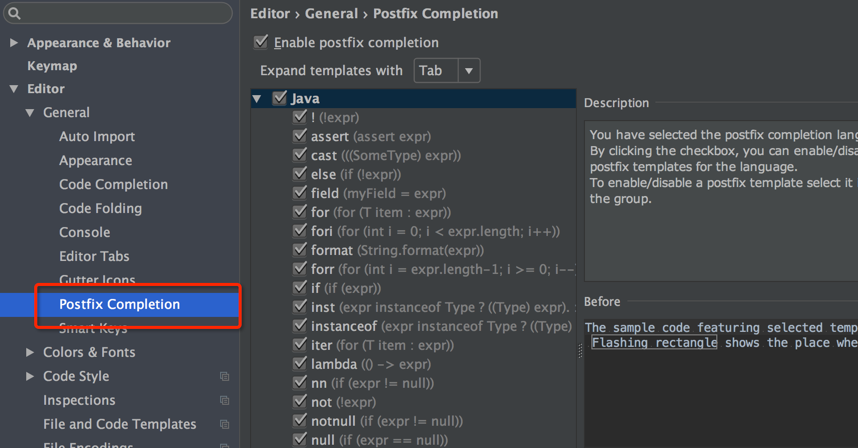 Appearance & Behavior
Keymap
Editor
General
Auto Import
Appearance
Code Completion
Code Folding
Console
Editor Tabs
Gutter Icons
Postfix Completion
Smart Keys
Colors & Fonts
Code Style
Inspections
File and Code Templates
File Encodings
Editor › General › Postfix Completion
Enable postfix completion
Expand templates with Tab
Java
! (!expr)
assert (assert expr)
cast (((SomeType) expr))
else (if (!expr))
field (myField = expr)
for (for (T item : expr))
fori (for (int i = 0; i < expr.length; i++))
format (String.format(expr))
forr (for (int i = expr.length-1; i >= 0; i--
if (if (expr))
inst (expr instanceof Type ? ((Type) expr).
instanceof (expr instanceof Type ? ((Type)
iter (for (T item : expr))
lambda (() -> expr)
nn (if (expr != null))
not (!expr)
notnull (if (expr != null))
null (if (expr == null))
Description
You have selected the postfix completion lang
By clicking the checkbox, you can enable/disa
postfix templates for the language.
To enable/disable a postfix template select it
the group.
Before
The sample code featuring selected temp
Flashing rectangle shows the place whe